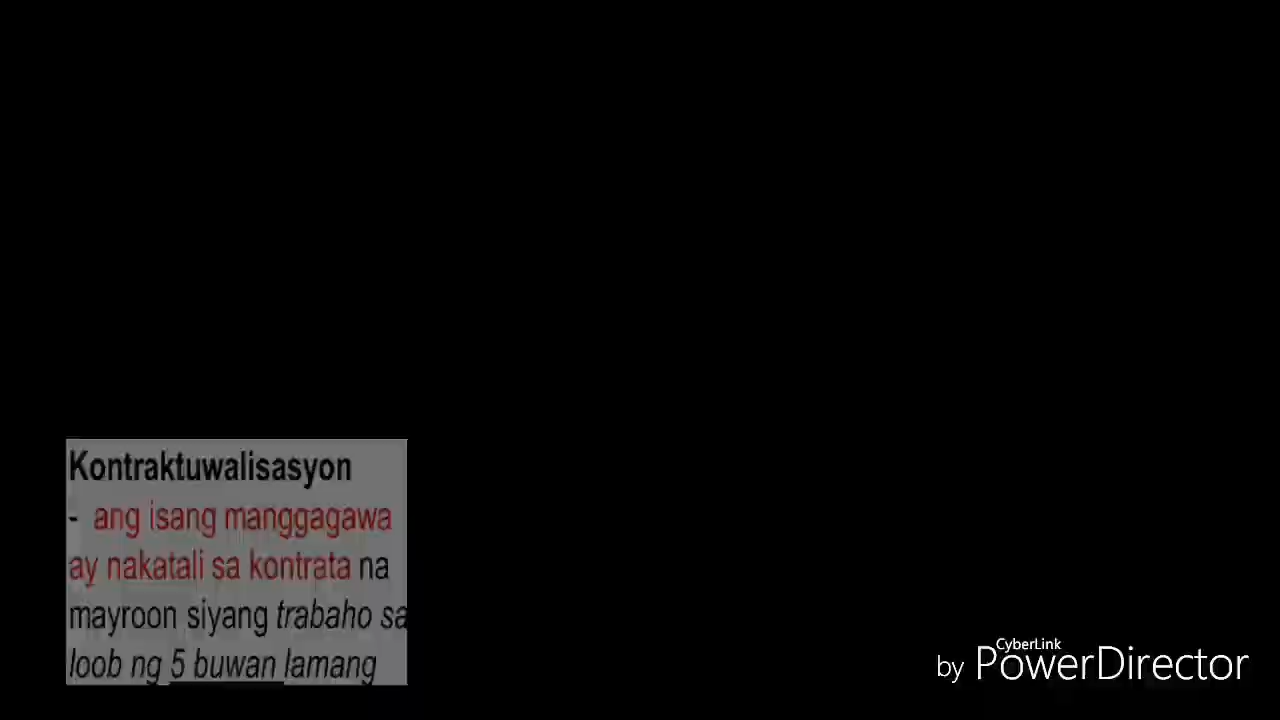 Kontraktuwalisasyon
- ang isang manggagawa
ay nakatali sa kontrata na
mayroon siyang trabaho sa
loob ng 5 buwan lamang
CyberLink
by PowerDirector